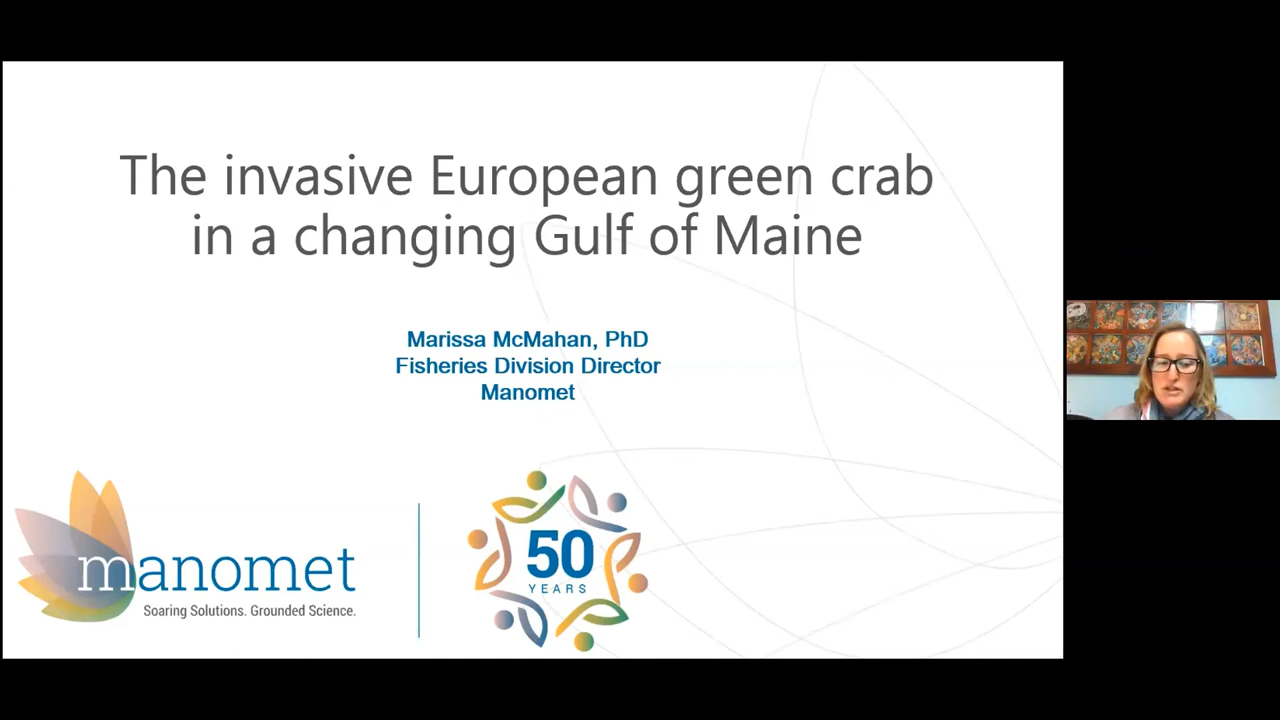 The invasive European green crab
in a changing Gulf of Maine
Marissa McMahan, PhD
Fisheries Division Director
Manomet
manomet
Soaring Solutions. Grounded Science.
50
YEARS